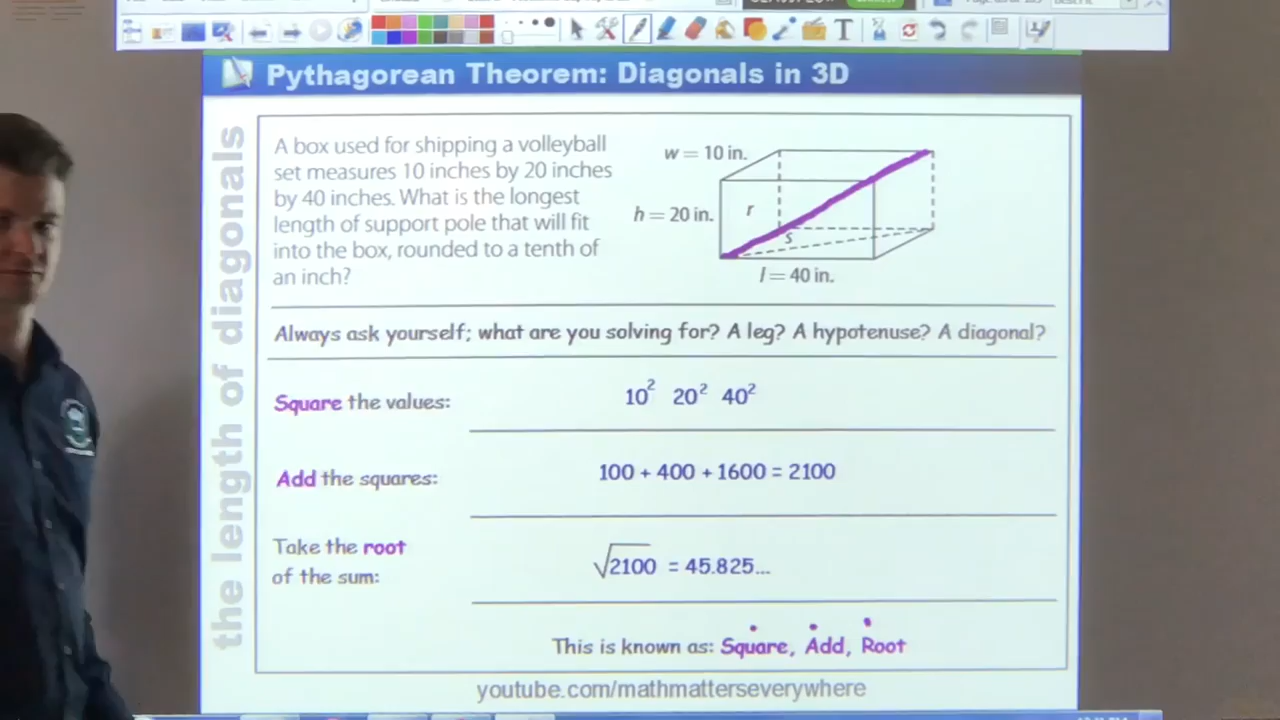 Pythagorean Theorem: Diagonals in 3D
the length of diagonals
A box used for shipping a volleyball
set measures 10 inches by 20 inches
by 40 inches. What is the longest
length of support pole that will fit
into the box, rounded to a tenth of
an inch?
w = 10 in.
h = 20 in.
r
s
l = 40 in.
Always ask yourself; what are you solving for? A leg? A hypotenuse? A diagonal?
Square the values:
10² 20² 40²
Add the squares:
100 + 400 + 1600 = 2100
Take the root
of the sum:
√2100 = 45.825...
This is known as: Square, Add, Root
youtube.com/mathmatterseverywhere